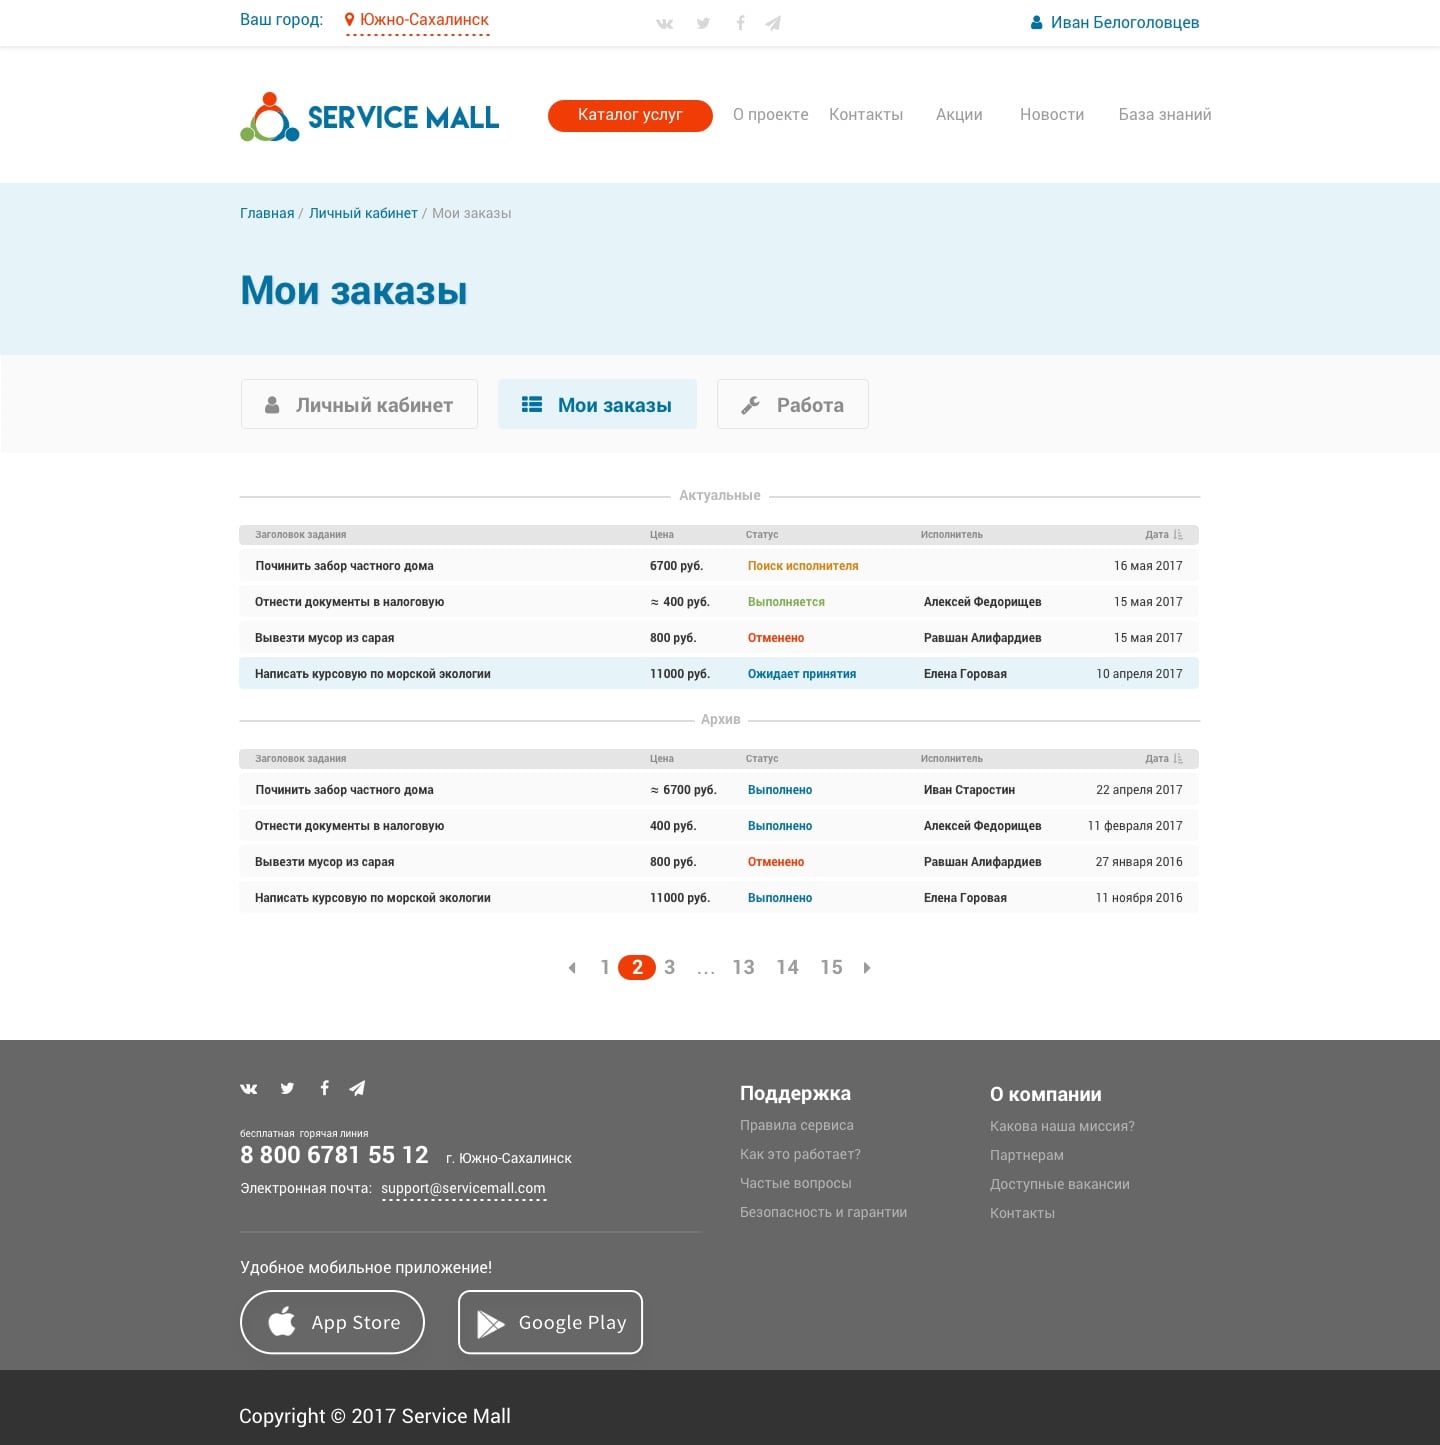 Ваш город: Южно-Сахалинск Иван Белоголовцев
SERVICE MALL Каталог услуг О проекте Контакты Акции Новости База знаний
Главная / Личный кабинет / Мои заказы
Мои заказы
Личный кабинет Мои заказы Работа
Актуальные
Заголовок задания Цена Статус Исполнитель Дата
Починить забор частного дома 6700 руб. Поиск исполнителя 16 мая 2017
Отнести документы в налоговую ≈ 400 руб. Выполняется Алексей Федорищев 15 мая 2017
Вывезти мусор из сарая 800 руб. Отменено Равшан Алифардиев 15 мая 2017
Написать курсовую по морской экологии 11000 руб. Ожидает принятия Елена Горовая 10 апреля 2017
Архив
Заголовок задания Цена Статус Исполнитель Дата
Починить забор частного дома ≈ 6700 руб. Выполнено Иван Старостин 22 апреля 2017
Отнести документы в налоговую 400 руб. Выполнено Алексей Федорищев 11 февраля 2017
Вывезти мусор из сарая 800 руб. Отменено Равшан Алифардиев 27 января 2016
Написать курсовую по морской экологии 11000 руб. Выполнено Елена Горовая 11 ноября 2016
1 2 3 ... 13 14 15
бесплатная горячая линия
8 800 6781 55 12 г. Южно-Сахалинск
Электронная почта: support@servicemall.com
Удобное мобильное приложение!
App Store Google Play
Поддержка
Правила сервиса
Как это работает?
Частые вопросы
Безопасность и гарантии
О компании
Какова наша миссия?
Партнерам
Доступные вакансии
Контакты
Copyright © 2017 Service Mall